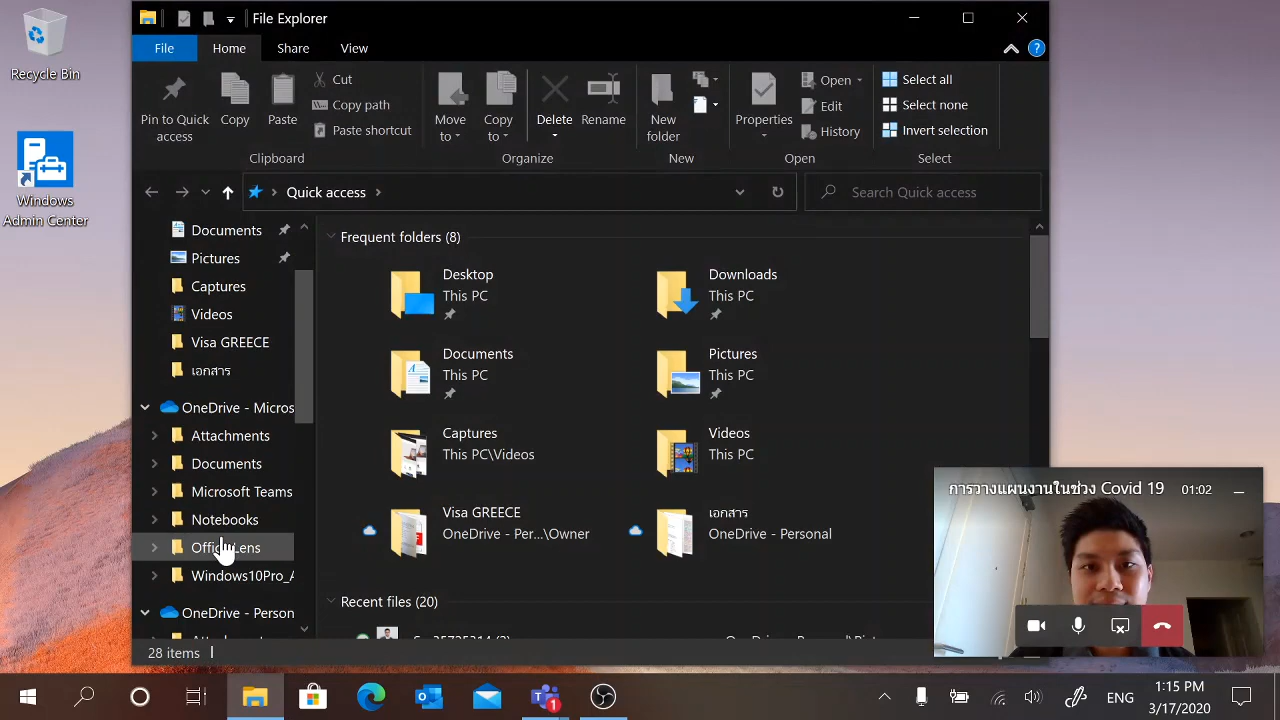 Recycle Bin
Windows
Admin Center
File Explorer
File
Home
Share
View
Pin to Quick
access
Copy
Paste
Cut
Copy path
Paste shortcut
Clipboard
Move
to
Copy
to
Delete
Rename
Organize
New
folder
New
Properties
Open
Edit
History
Open
Select all
Select none
Invert selection
Select
Quick access
Search Quick access
Documents
Pictures
Captures
Videos
Visa GREECE
เอกสาร
OneDrive - Micros
Attachments
Documents
Microsoft Teams
Notebooks
Windows10Pro_A
OneDrive - Person
Frequent folders (8)
Desktop
This PC
Downloads
This PC
Documents
This PC
Pictures
This PC
Captures
This PC\Videos
Videos
This PC
Visa GREECE
OneDrive - Per...\Owner
เอกสาร
OneDrive - Personal
Recent files (20)
28 items
การวางแผนงานในช่วง Covid 19
01:02
1
ENG
1:15 PM
3/17/2020